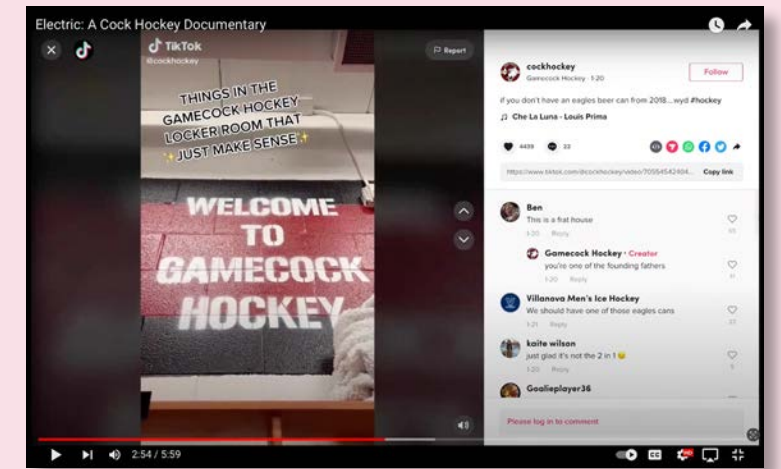 Electric: A Cock Hockey Documentary
TikTok
@cockhockey
Report
THINGS IN THE
GAMECOCK HOCKEY
LOCKER ROOM THAT
✨JUST MAKE SENSE✨
WELCOME
TO
GAMECOCK
HOCKEY
cockhockey
Gamecock Hockey · 1-20
Follow
if you don't have an eagles beer can from 2018... wyd #hockey
Che La Luna - Louis Prima
4439
22
Copy link
Ben
This is a frat house
1-20 Reply
Gamecock Hockey · Creator
you're one of the founding fathers
1-20 Reply
Villanova Men's Ice Hockey
We should have one of those eagles cans
1-21 Reply
kaite wilson
just glad it's not the 2 in 1
1-20 Reply
Goalieplayer36
Please log in to comment
2:54 / 5:59
CC
HD